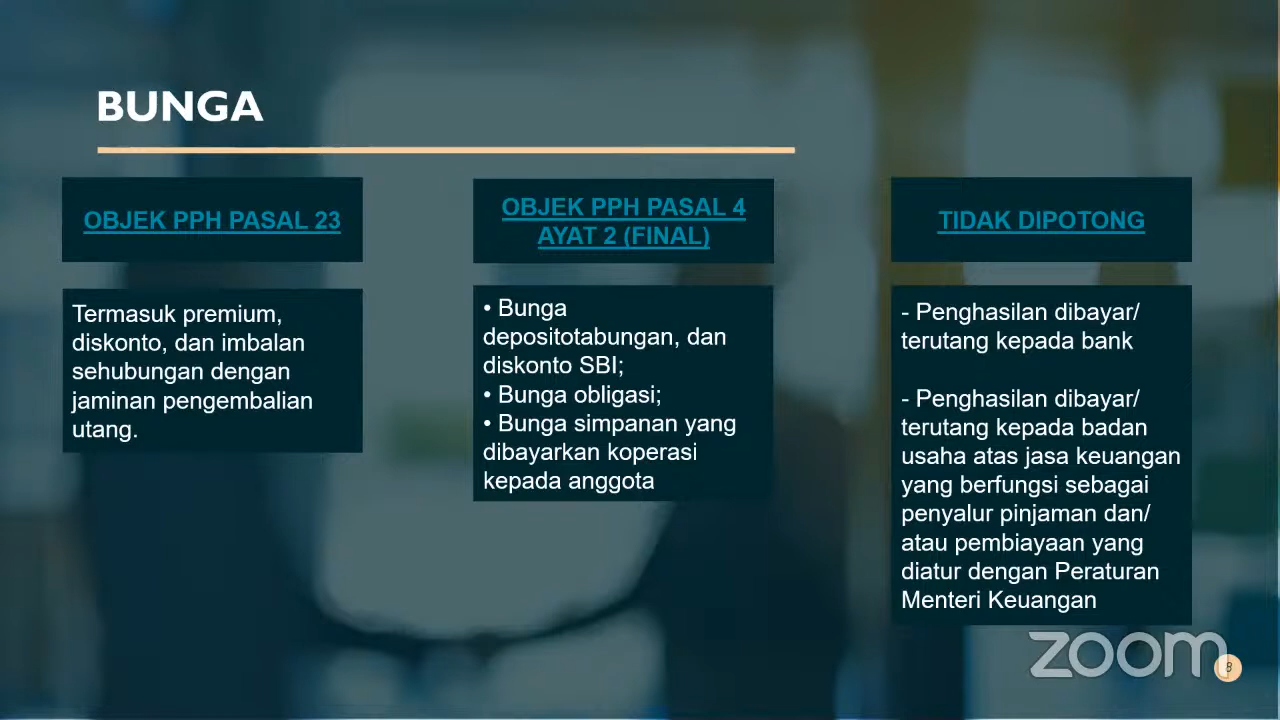 BUNGA
OBJEK PPH PASAL 23
Termasuk premium,
diskonto, dan imbalan
sehubungan dengan
jaminan pengembalian
utang.
OBJEK PPH PASAL 4
AYAT 2 (FINAL)
• Bunga
depositotabungan, dan
diskonto SBI;
• Bunga obligasi;
• Bunga simpanan yang
dibayarkan koperasi
kepada anggota
TIDAK DIPOTONG
- Penghasilan dibayar/
terutang kepada bank
- Penghasilan dibayar/
terutang kepada badan
usaha atas jasa keuangan
yang berfungsi sebagai
penyalur pinjaman dan/
atau pembiayaan yang
diatur dengan Peraturan
Menteri Keuangan
zoom
8